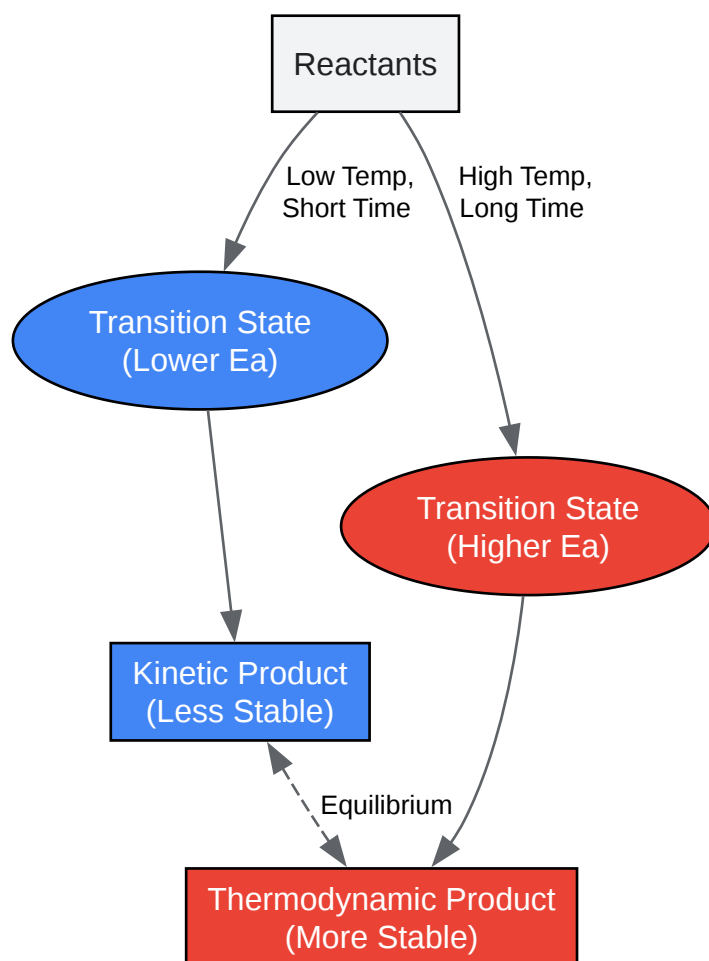 Reactants
Low Temp,
Short Time
High Temp,
Long Time
Transition State
(Lower Ea)
Transition State
(Higher Ea)
Kinetic Product
(Less Stable)
Equilibrium
Thermodynamic Product
(More Stable)